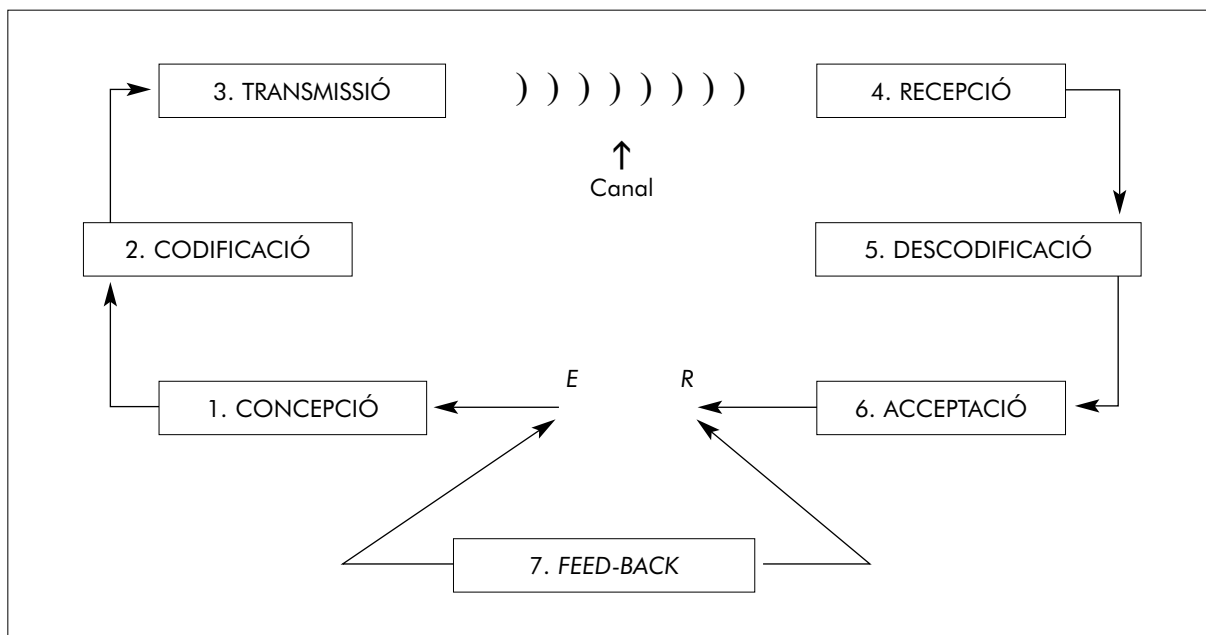 3. TRANSMISSIÓ
) ) ) ) ) ) ) )
4. RECEPCIÓ
↑
Canal
2. CODIFICACIÓ
5. DESCODIFICACIÓ
E
R
1. CONCEPCIÓ
6. ACCEPTACIÓ
7. FEED-BACK